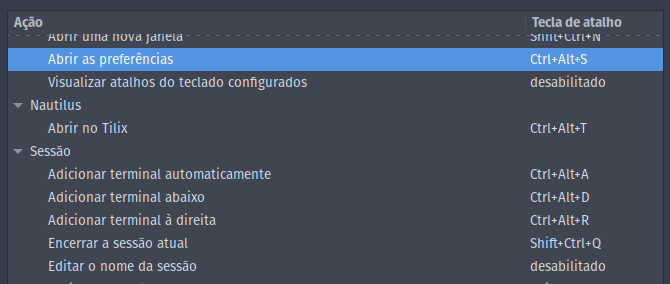 Ação Tecla de atalho
Abrir uma nova janela Shift+Ctrl+N
Abrir as preferências Ctrl+Alt+S
Visualizar atalhos do teclado configurados desabilitado
Nautilus
Abrir no Tilix Ctrl+Alt+T
Sessão
Adicionar terminal automaticamente Ctrl+Alt+A
Adicionar terminal abaixo Ctrl+Alt+D
Adicionar terminal à direita Ctrl+Alt+R
Encerrar a sessão atual Shift+Ctrl+Q
Editar o nome da sessão desabilitado